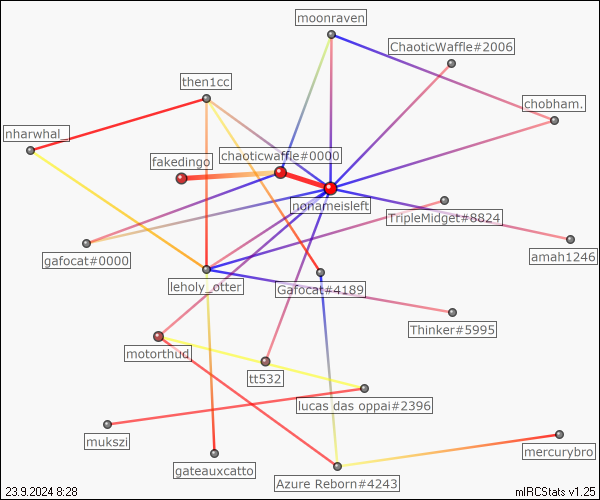 moonraven
ChaoticWaffle#2006
then1cc
chobham.
nharwhal_
chaoticwaffle#0000
fakedingo
nonameisleft
TripleMidget#8824
gafocat#0000
amah1246
leholy_otter
Gafocat#4189
Thinker#5995
motorthud
tt532
lucas das oppai#2396
mukszi
mercurybro
gateauxcatto
Azure Reborn#4243
23.9.2024 8:28
mIRCStats v1.25